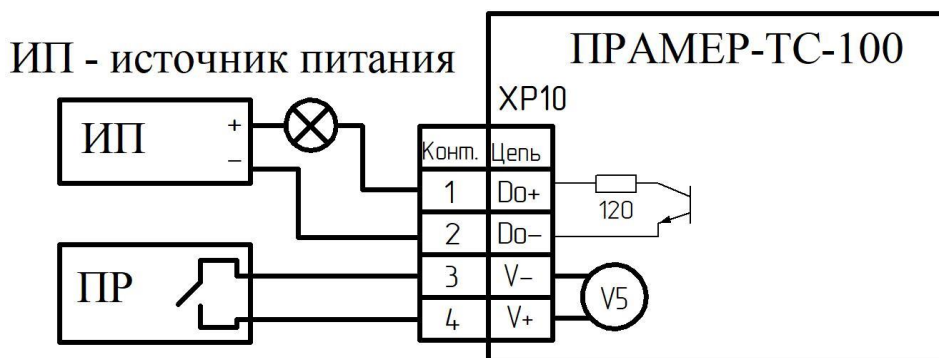 ПРАМЕР-ТС-100
ИП - источник питания
XP10
ИП
+
–
Конт. Цепь
1 Do+
120
2 Do–
ПР
3 V–
V5
4 V+